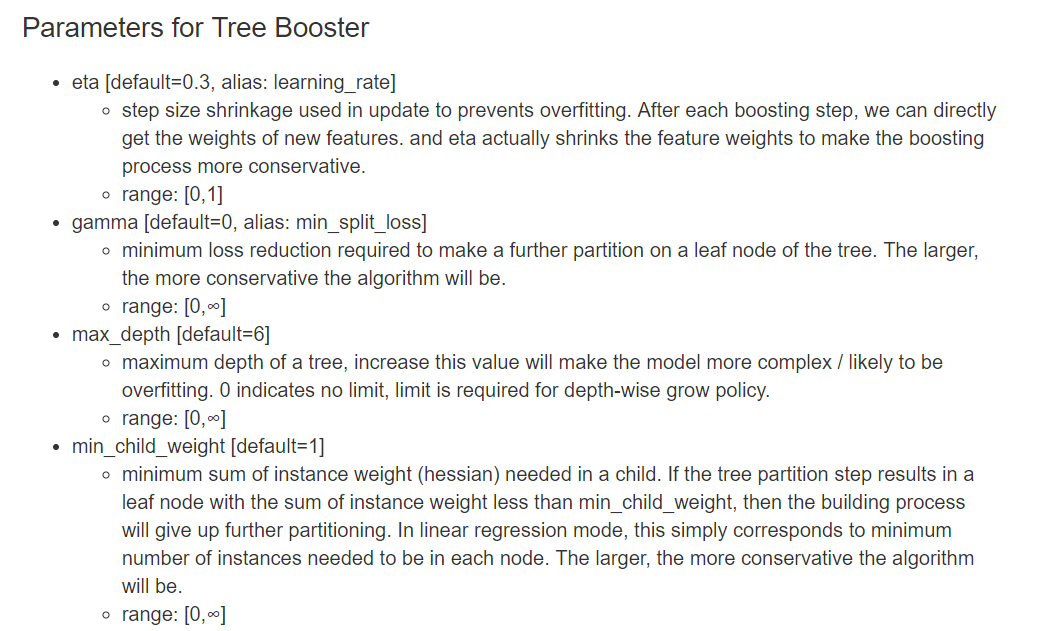 Parameters for Tree Booster
• eta [default=0.3, alias: learning_rate]
◦ step size shrinkage used in update to prevents overfitting. After each boosting step, we can directly
get the weights of new features. and eta actually shrinks the feature weights to make the boosting
process more conservative.
◦ range: [0,1]
• gamma [default=0, alias: min_split_loss]
◦ minimum loss reduction required to make a further partition on a leaf node of the tree. The larger,
the more conservative the algorithm will be.
◦ range: [0,∞]
• max_depth [default=6]
◦ maximum depth of a tree, increase this value will make the model more complex / likely to be
overfitting. 0 indicates no limit, limit is required for depth-wise grow policy.
◦ range: [0,∞]
• min_child_weight [default=1]
◦ minimum sum of instance weight (hessian) needed in a child. If the tree partition step results in a
leaf node with the sum of instance weight less than min_child_weight, then the building process
will give up further partitioning. In linear regression mode, this simply corresponds to minimum
number of instances needed to be in each node. The larger, the more conservative the algorithm
will be.
◦ range: [0,∞]